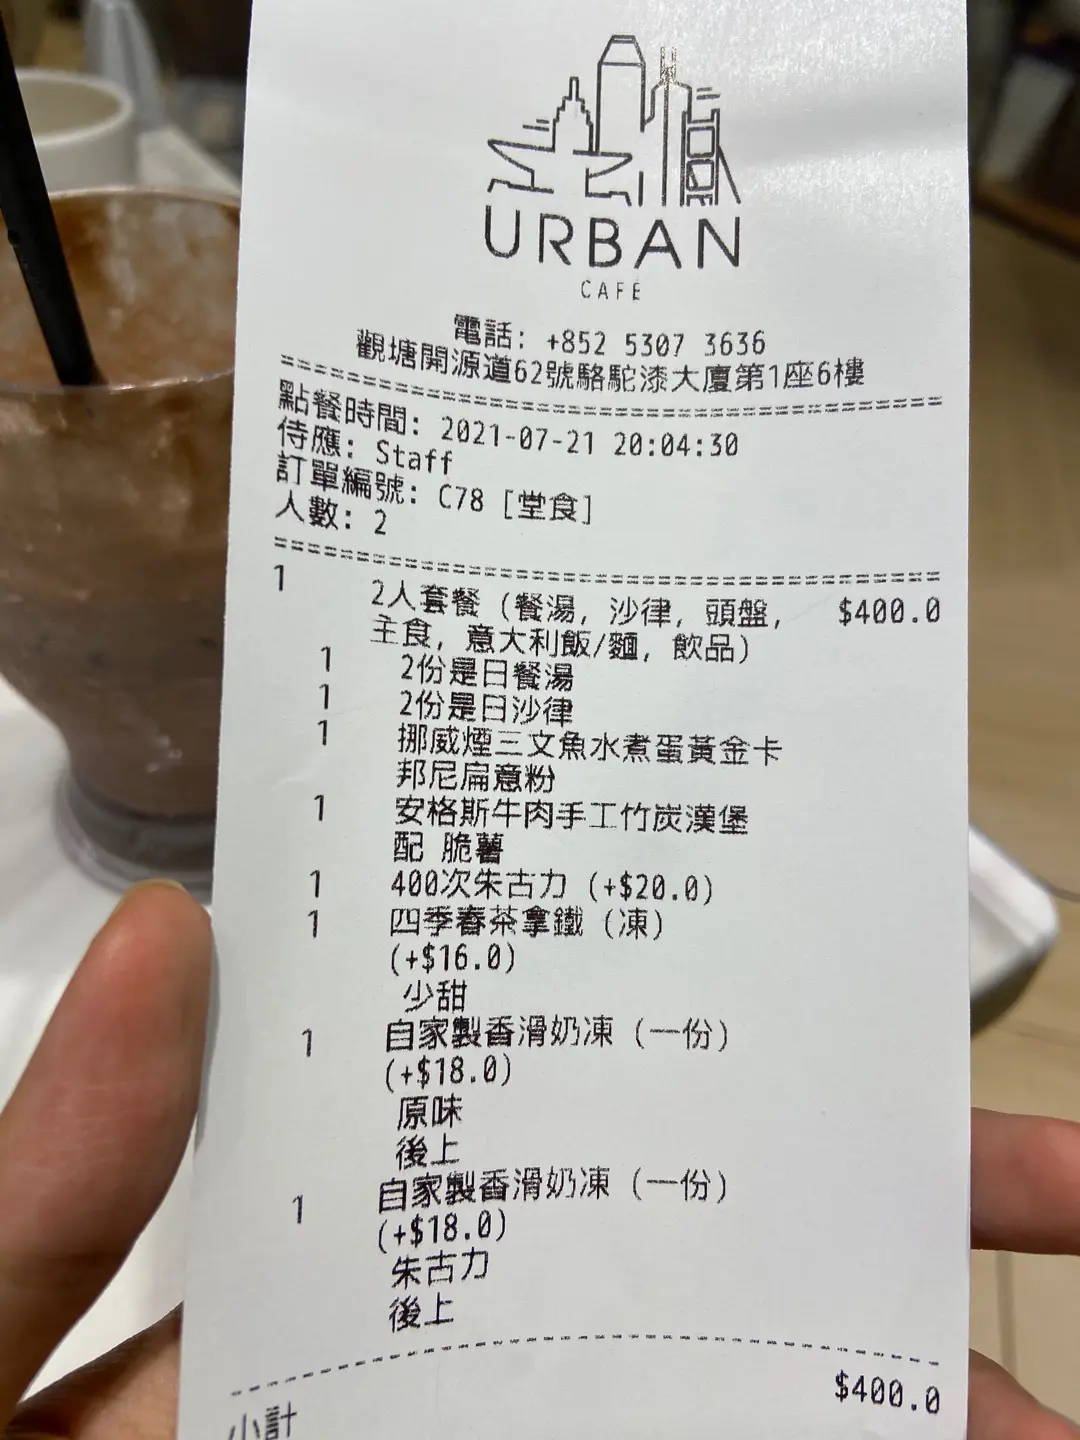 URBAN
CAFE
電話: +852 5307 3636
觀塘開源道62號駱駝漆大廈第1座6樓
點餐時間: 2021-07-21 20:04:30
侍應: Staff
訂單編號: C78 [堂食]
人數: 2
1 2人套餐 (餐湯, 沙律, 頭盤, $400.0
主食, 意大利飯/麵, 飲品)
1 2份是日餐湯
1 2份是日沙律
1 挪威煙三文魚水煮蛋黃金卡
邦尼扁意粉
1 安格斯牛肉手工竹炭漢堡
配 脆薯
1 400次朱古力 (+$20.0)
1 四季春茶拿鐵 (凍)
(+$16.0)
少甜
1 自家製香滑奶凍 (一份)
(+$18.0)
原味
後上
1 自家製香滑奶凍 (一份)
(+$18.0)
朱古力
後上
小計 $400.0